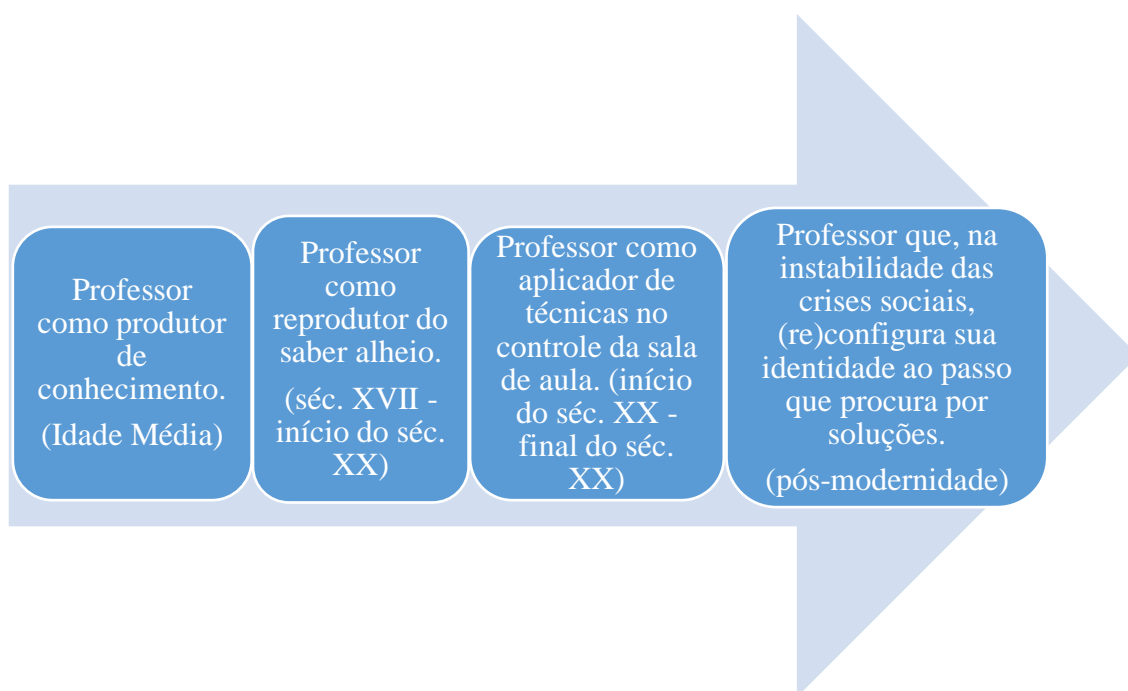 Professor
como produtor
de
conhecimento.
(Idade Média)
Professor
como
reprodutor do
saber alheio.
(séc. XVII -
início do séc.
XX)
Professor como
aplicador de
técnicas no
controle da sala
de aula. (início
do séc. XX -
final do séc.
XX)
Professor que, na
instabilidade das
crises sociais,
(re)configura sua
identidade ao passo
que procura por
soluções.
(pós-modernidade)